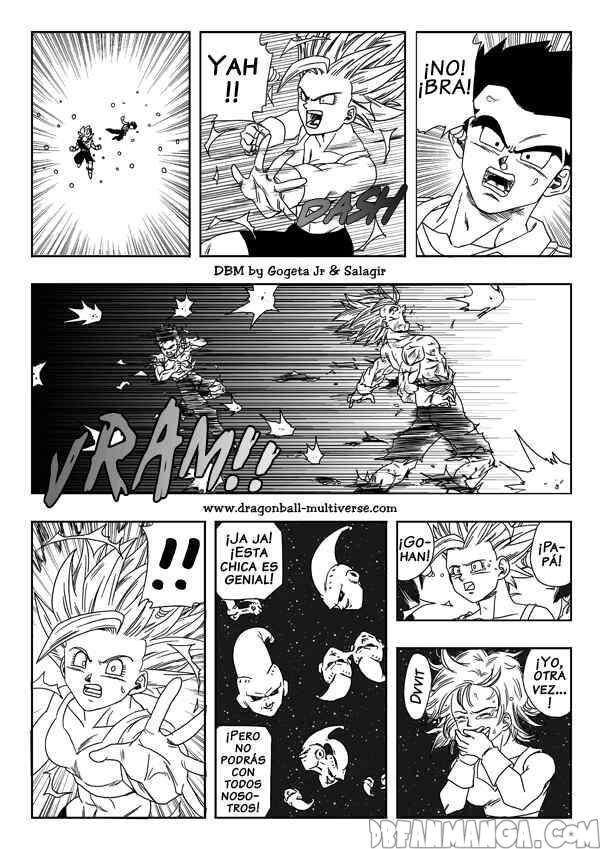 YAH
!!
¡NO!
¡BRA!
DASH
DBM by Gogeta Jr & Salagir
VRAM!!
www.dragonball-multiverse.com
!!
¡JA JA!
¡ESTA
CHICA ES
GENIAL!
¡PERO
NO
PODRÁS
CON
TODOS
NOSO-
TROS!
¡GO-
HAN!
¡PA-
PÁ!
DVVIT
¡YO,
OTRA
VEZ...
!
DBFANMANGA.COM